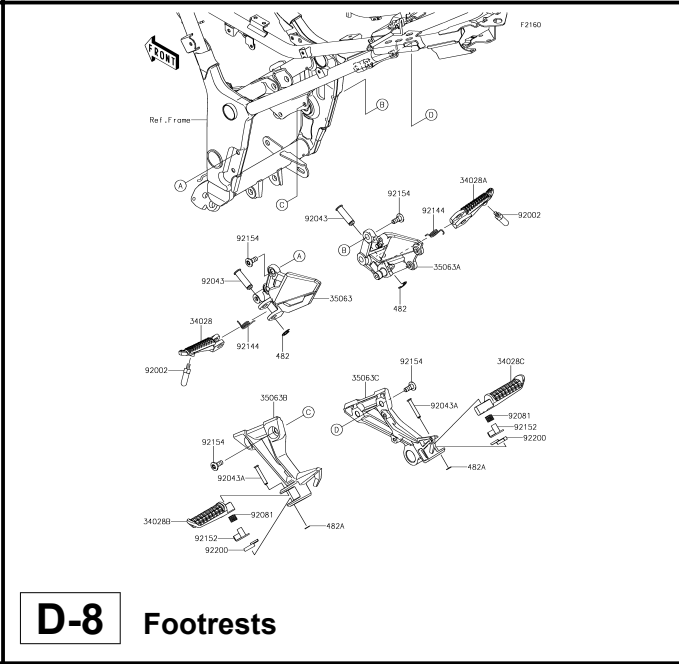 F2160
FRONT
B
D
Ref.Frame
A
C
34028A
92154
92043
92144
92002
92154
B
A
92043
35063A
35063
482
34028
92144
482
92154
34028C
92002
35063C
35063B
92043A
C
92081
D
92152
92154
92200
92043A
482A
92081
34028B
482A
92152
92200
D-8 Footrests